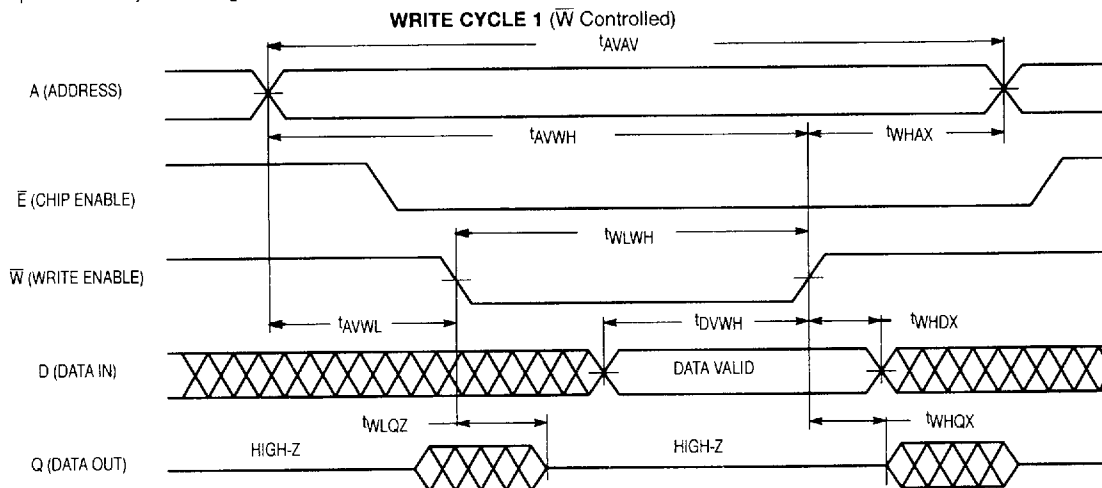 WRITE CYCLE 1 (W̅ Controlled)
tAVAV
A (ADDRESS)
tAVWH
tWHAX
E̅ (CHIP ENABLE)
tWLWH
W̅ (WRITE ENABLE)
tAVWL
tDVWH
tWHDX
D (DATA IN)
DATA VALID
tWLQZ
tWHQX
Q (DATA OUT)
HIGH-Z
HIGH-Z